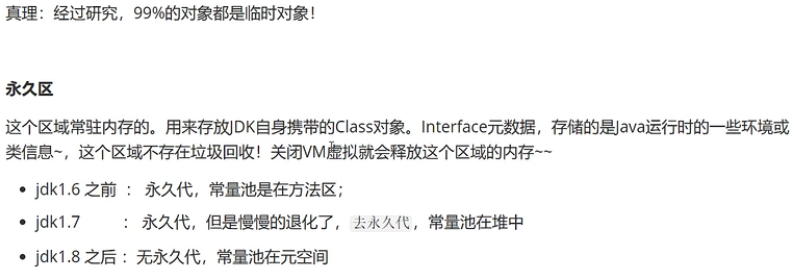 真理：经过研究，99%的对象都是临时对象！
永久区
这个区域常驻内存的。用来存放JDK自身携带的Class对象。Interface元数据，存储的是Java运行时的一些环境或
类信息~，这个区域不存在垃圾回收！关闭VM虚拟就会释放这个区域的内存~~
• jdk1.6 之前 ： 永久代，常量池是在方法区；
• jdk1.7 ： 永久代，但是慢慢的退化了，去永久代，常量池在堆中
• jdk1.8 之后 ：无永久代，常量池在元空间